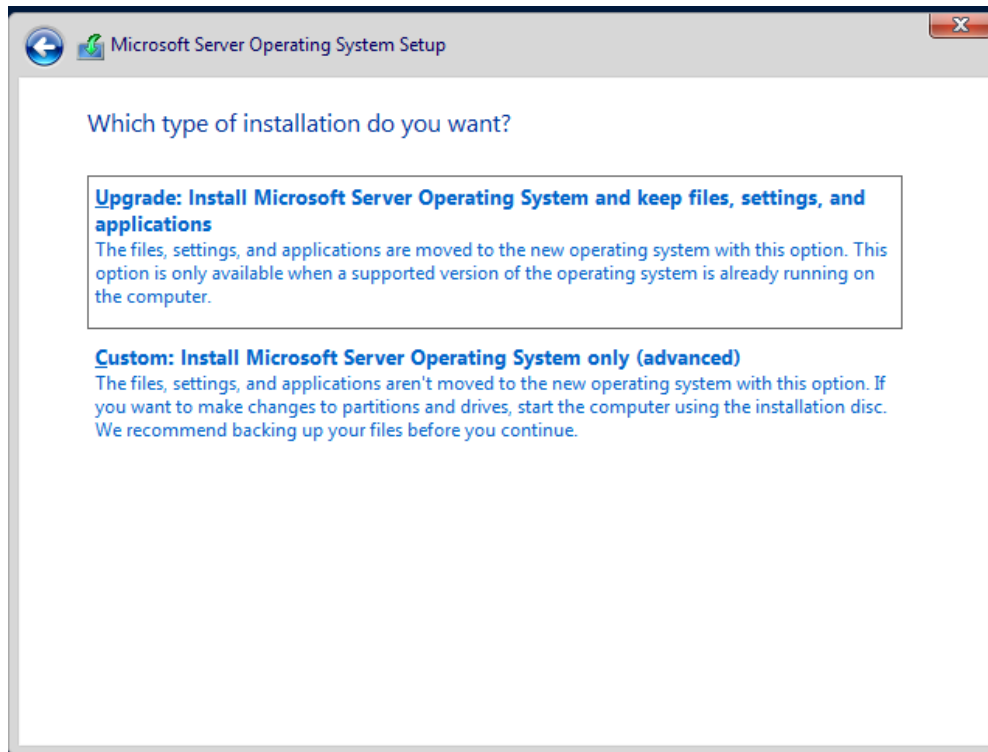 Microsoft Server Operating System Setup
Which type of installation do you want?
Upgrade: Install Microsoft Server Operating System and keep files, settings, and
applications
The files, settings, and applications are moved to the new operating system with this option. This
option is only available when a supported version of the operating system is already running on
the computer.
Custom: Install Microsoft Server Operating System only (advanced)
The files, settings, and applications aren't moved to the new operating system with this option. If
you want to make changes to partitions and drives, start the computer using the installation disc.
We recommend backing up your files before you continue.